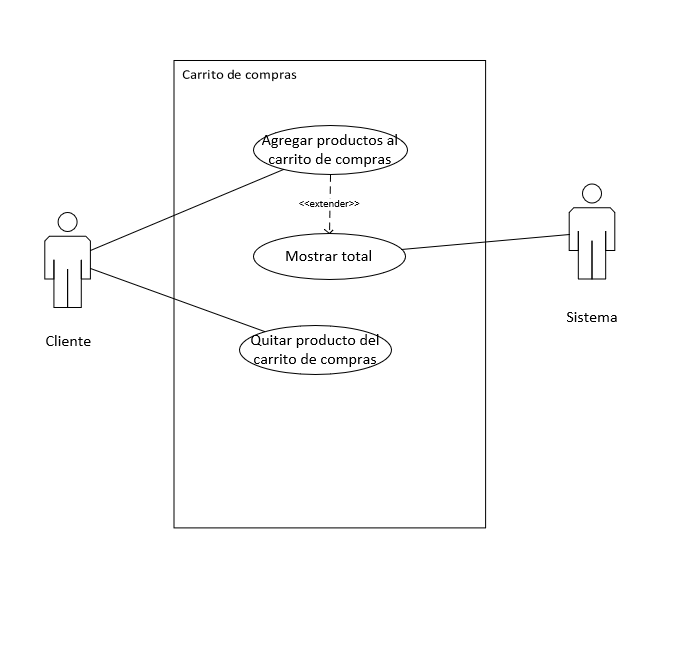 Carrito de compras
Agregar productos al
carrito de compras
<<extender>>
Mostrar total
Sistema
Cliente
Quitar producto del
carrito de compras